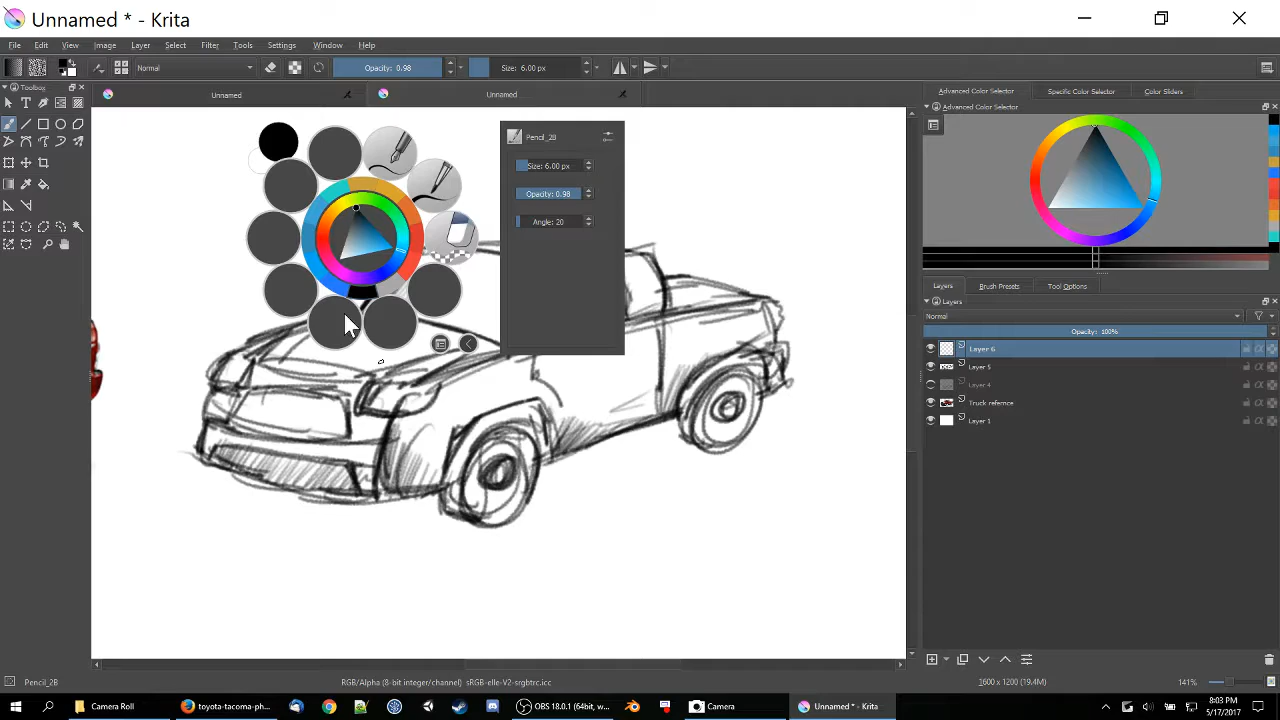 Unnamed * - Krita
File Edit View Image Layer Select Filter Tools Settings Window Help
Normal Opacity: 0.98 Size: 6.00 px
Toolbox Unnamed Unnamed Advanced Color Selector Specific Color Selector Color Sliders
Advanced Color Selector
Pencil_2B
Size: 6.00 px
Opacity: 0.98
Angle: 20
Layers Brush Presets Tool Options
Layers
Normal
Opacity: 100%
Layer 6
Layer 5
Layer 4
Truck refernce
Layer 1
Pencil_2B RGB/Alpha (8-bit integer/channel) sRGB-elle-V2-srgbtrc.icc 1600 x 1200 (19.4M) 141%
Camera Roll toyota-tacoma-ph... OBS 18.0.1 (64bit, w... Camera Unnamed * - Krita 8:03 PM
5/17/2017